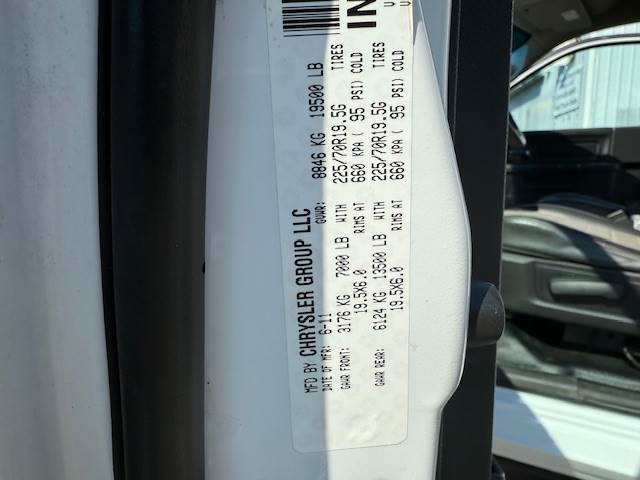 MFD BY CHRYSLER GROUP LLC
DATE OF MFR: 6-11 GVWR: 8846 KG 19500 LB
GAWR FRONT: 3176 KG 7000 LB WITH 225/70R19.5G TIRES
19.5X6.0 RIMS AT 660 KPA ( 95 PSI) COLD
GAWR REAR: 6124 KG 13500 LB WITH 225/70R19.5G TIRES
19.5X6.0 RIMS AT 660 KPA ( 95 PSI) COLD